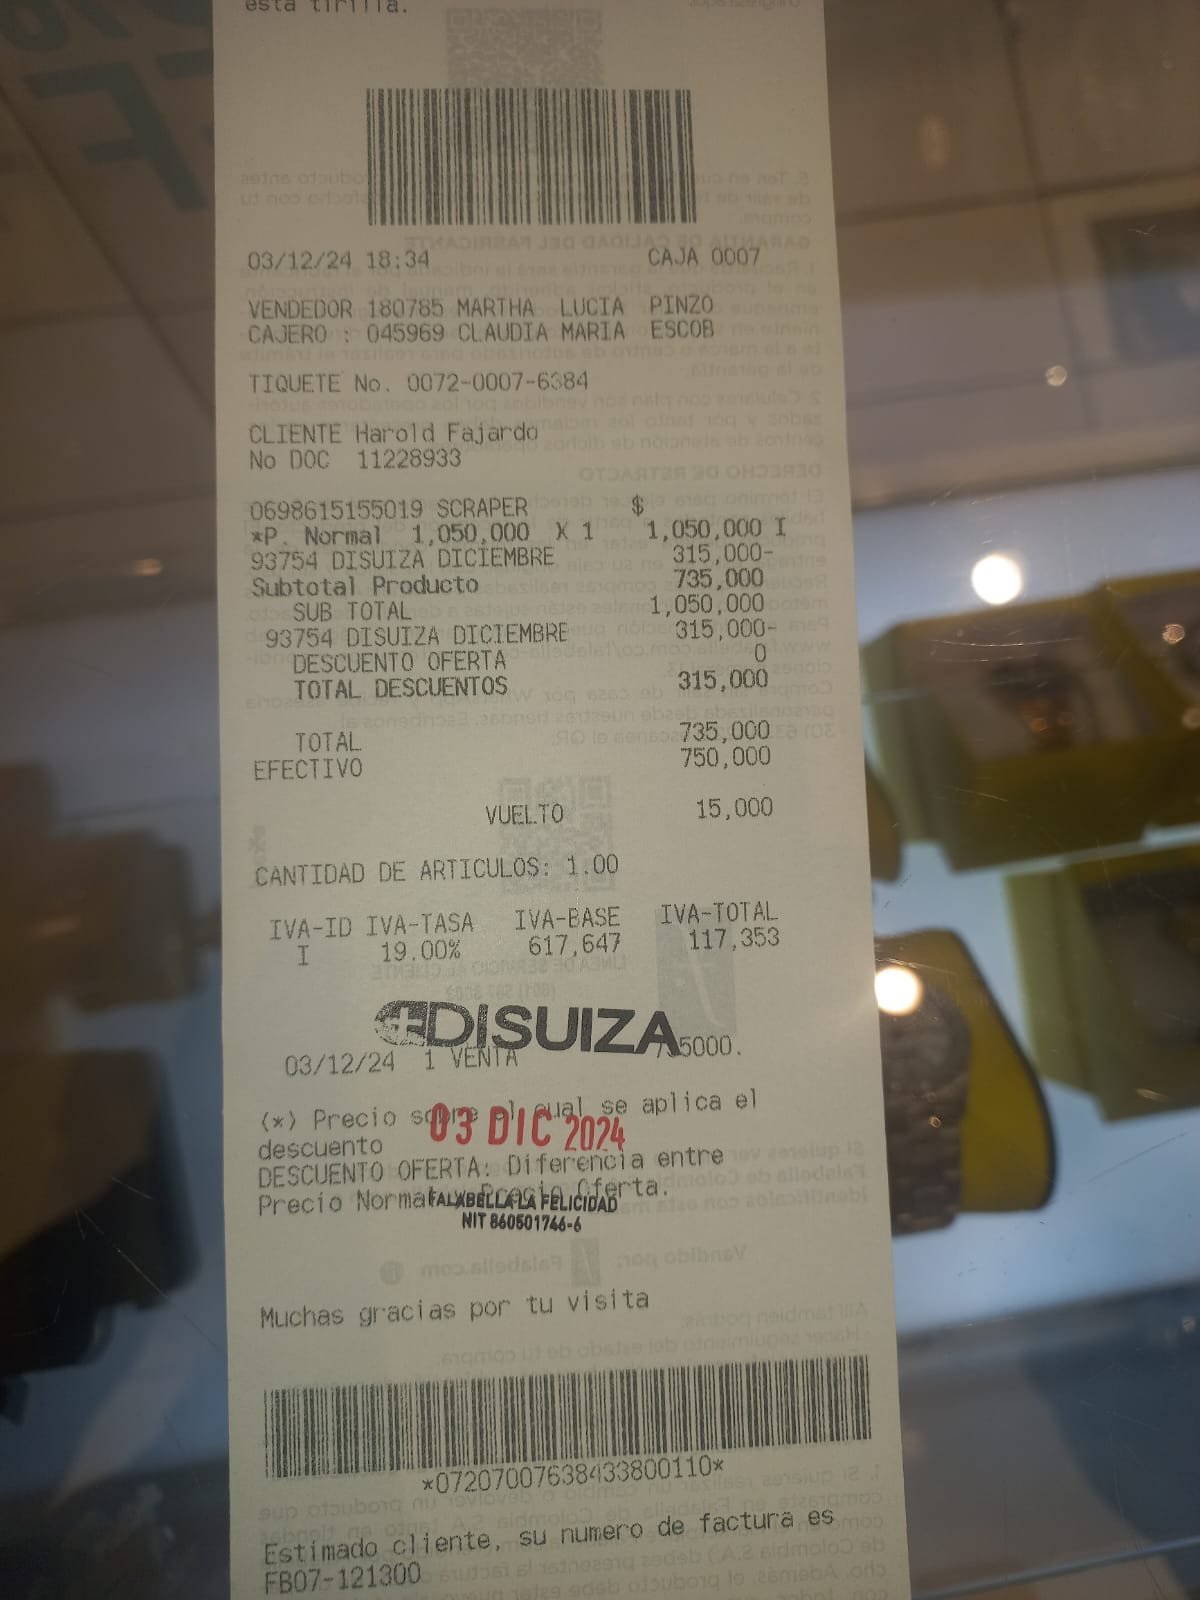 esta tirilla.
03/12/24 18:34 CAJA 0007
VENDEDOR 180785 MARTHA LUCIA PINZO
CAJERO : 045969 CLAUDIA MARIA ESCOB
TIQUETE No. 0072-0007-6384
CLIENTE Harold Fajardo
No DOC 11228933
0698615155019 SCRAPER $
*P. Normal 1,050,000 X 1 1,050,000 I
93754 DISUIZA DICIEMBRE 315,000-
Subtotal Producto 735,000
SUB TOTAL 1,050,000
93754 DISUIZA DICIEMBRE 315,000-
DESCUENTO OFERTA 0
TOTAL DESCUENTOS 315,000
TOTAL 735,000
EFECTIVO 750,000
VUELTO 15,000
CANTIDAD DE ARTICULOS: 1.00
IVA-ID IVA-TASA IVA-BASE IVA-TOTAL
I 19.00% 617,647 117,353
DISUIZA
03/12/24 1 VENTA 735000.
(*) Precio sobre el cual se aplica el
03 DIC 2024
descuento
DESCUENTO OFERTA: Diferencia entre
Precio Normal y Precio Oferta.
FALABELLA LA FELICIDAD
NIT 860501746-6
Muchas gracias por tu visita
*07207007638433800110*
Estimado cliente, su numero de factura es
FB07-121300